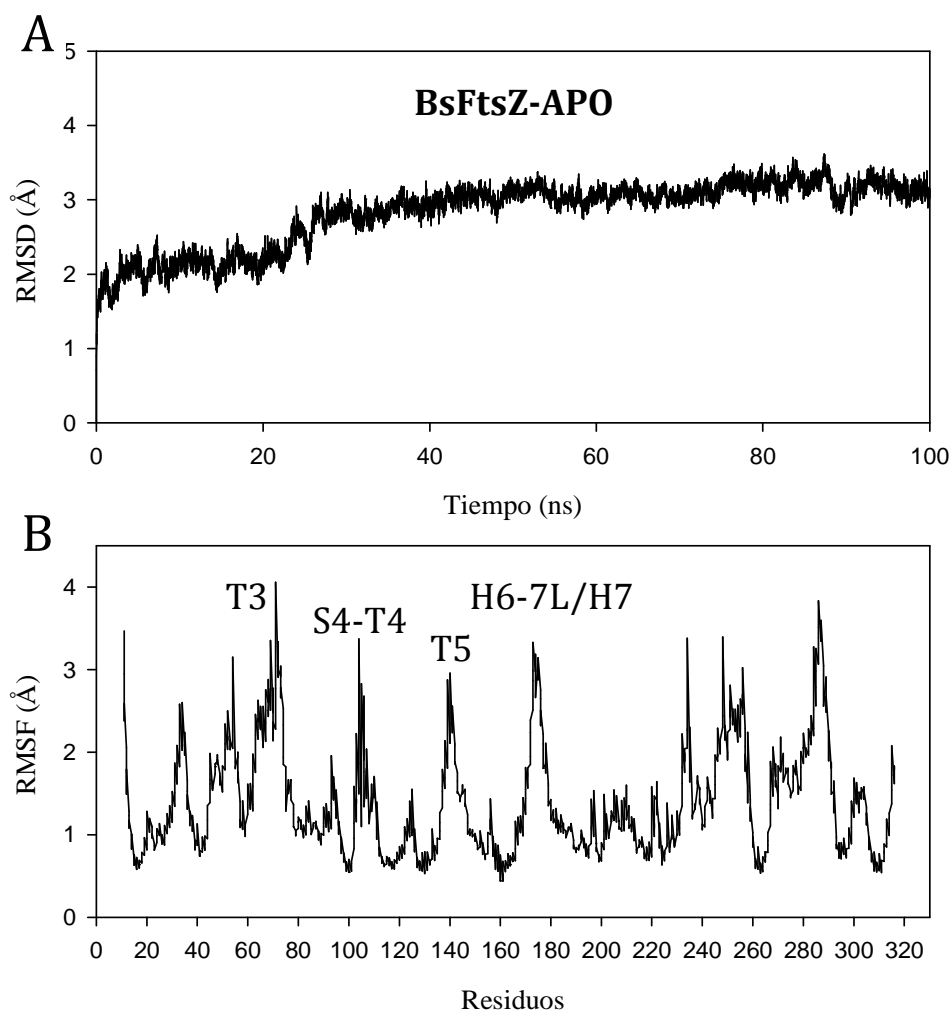 A
5
BsFtsZ-APO
4
3
2
1
0
RMSD (Å)
0 20 40 60 80 100
Tiempo (ns)
B
4
3
2
1
0
RMSF (Å)
T3
S4-T4
T5
H6-7L/H7
0 20 40 60 80 100 120 140 160 180 200 220 240 260 280 300 320
Residuos